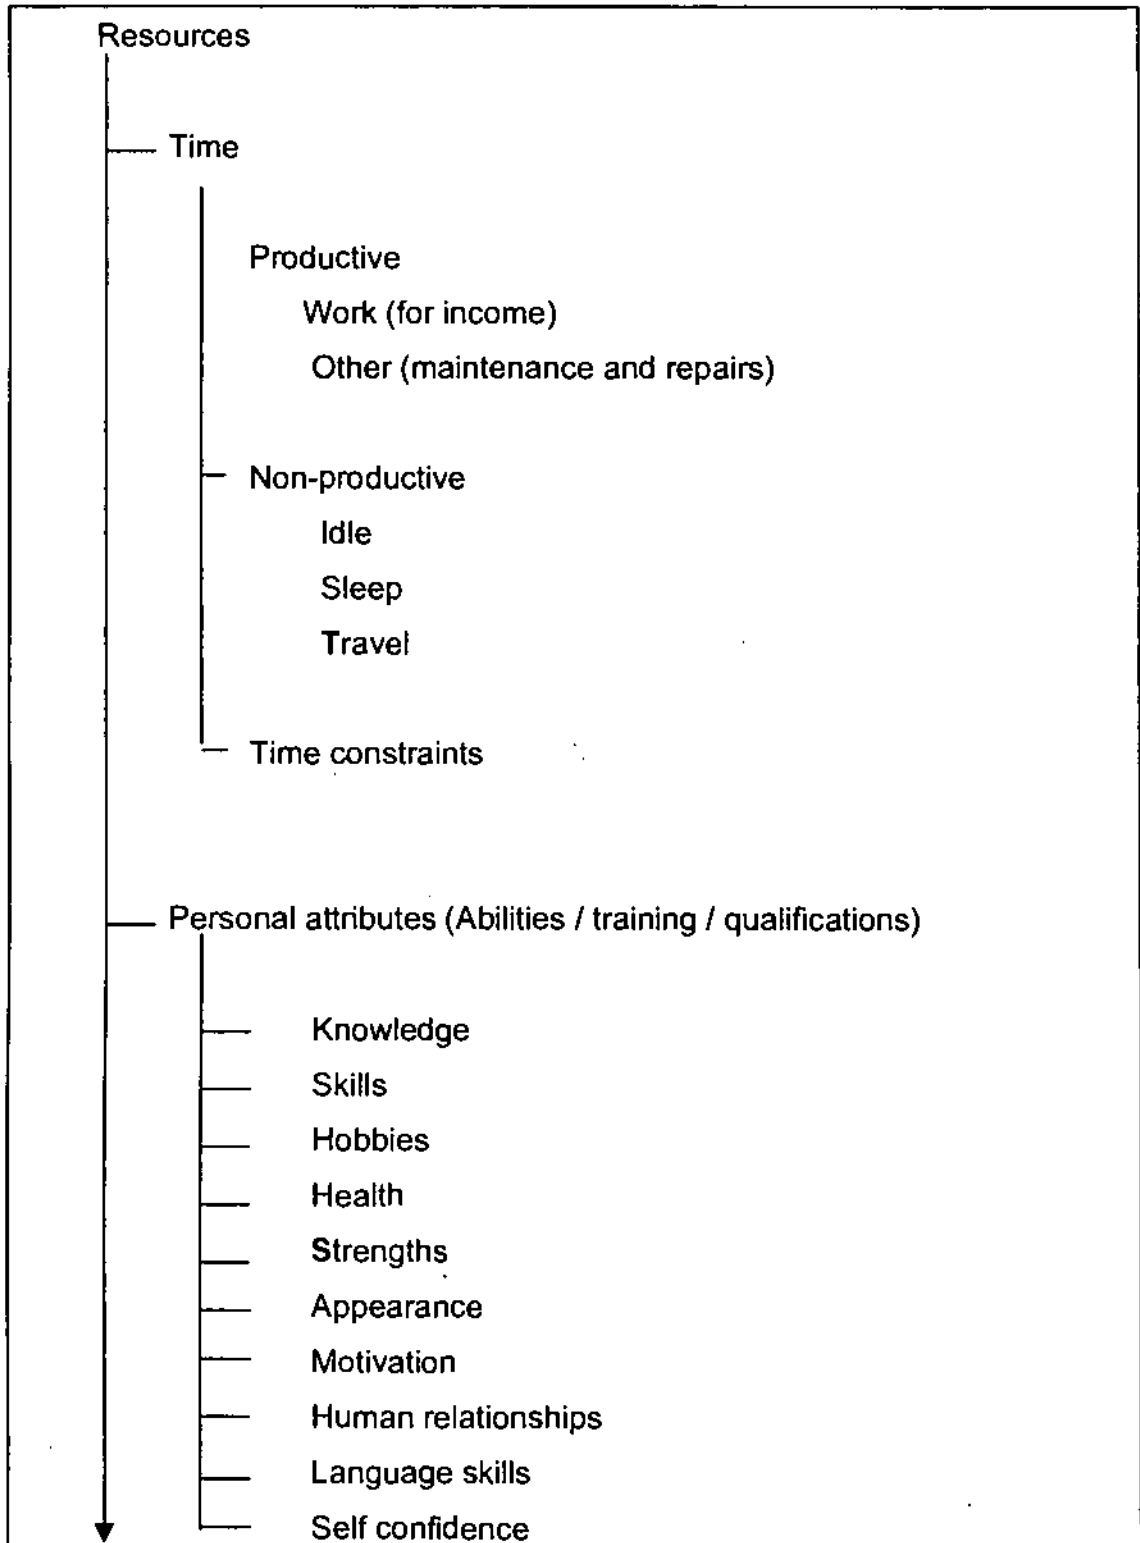 Resources
Time
Productive
Work (for income)
Other (maintenance and repairs)
Non-productive
Idle
Sleep
Travel
Time constraints
Personal attributes (Abilities / training / qualifications)
Knowledge
Skills
Hobbies
Health
Strengths
Appearance
Motivation
Human relationships
Language skills
Self confidence